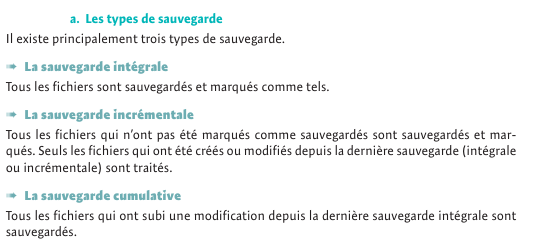 a. Les types de sauvegarde
Il existe principalement trois types de sauvegarde.
➠ La sauvegarde intégrale
Tous les fichiers sont sauvegardés et marqués comme tels.
➠ La sauvegarde incrémentale
Tous les fichiers qui n'ont pas été marqués comme sauvegardés sont sauvegardés et mar-
qués. Seuls les fichiers qui ont été créés ou modifiés depuis la dernière sauvegarde (intégrale
ou incrémentale) sont traités.
➠ La sauvegarde cumulative
Tous les fichiers qui ont subi une modification depuis la dernière sauvegarde intégrale sont
sauvegardés.